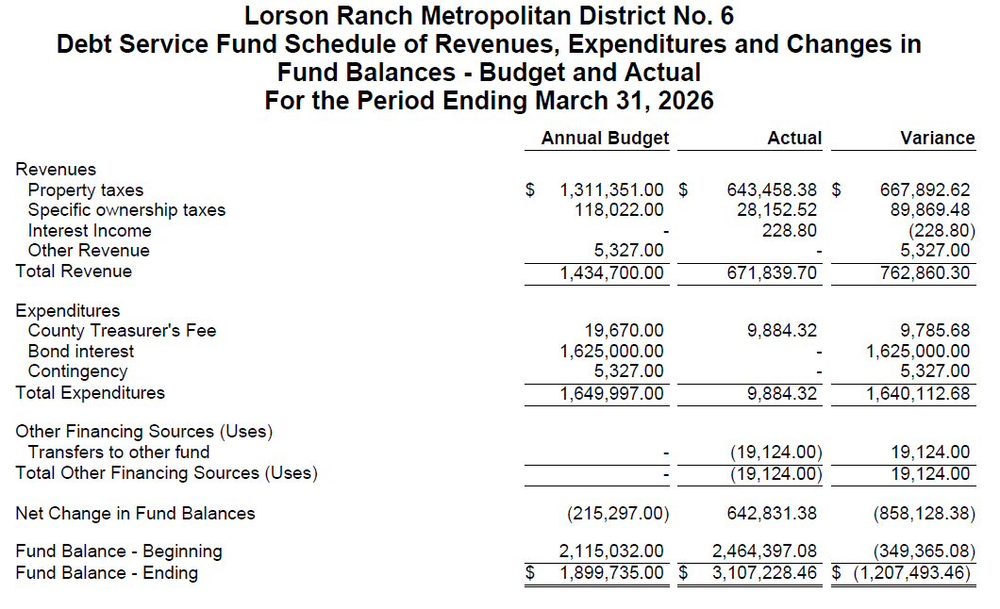 Lorson Ranch Metropolitan District No. 6
Debt Service Fund Schedule of Revenues, Expenditures and Changes in
Fund Balances - Budget and Actual
For the Period Ending March 31, 2026
Annual Budget Actual Variance
Revenues
Property taxes $ 1,311,351.00 $ 643,458.38 $ 667,892.62
Specific ownership taxes 118,022.00 28,152.52 89,869.48
Interest Income - 228.80 (228.80)
Other Revenue 5,327.00 - 5,327.00
Total Revenue 1,434,700.00 671,839.70 762,860.30
Expenditures
County Treasurer's Fee 19,670.00 9,884.32 9,785.68
Bond interest 1,625,000.00 - 1,625,000.00
Contingency 5,327.00 - 5,327.00
Total Expenditures 1,649,997.00 9,884.32 1,640,112.68
Other Financing Sources (Uses)
Transfers to other fund - (19,124.00) 19,124.00
Total Other Financing Sources (Uses) - (19,124.00) 19,124.00
Net Change in Fund Balances (215,297.00) 642,831.38 (858,128.38)
Fund Balance - Beginning 2,115,032.00 2,464,397.08 (349,365.08)
Fund Balance - Ending $ 1,899,735.00 $ 3,107,228.46 $ (1,207,493.46)